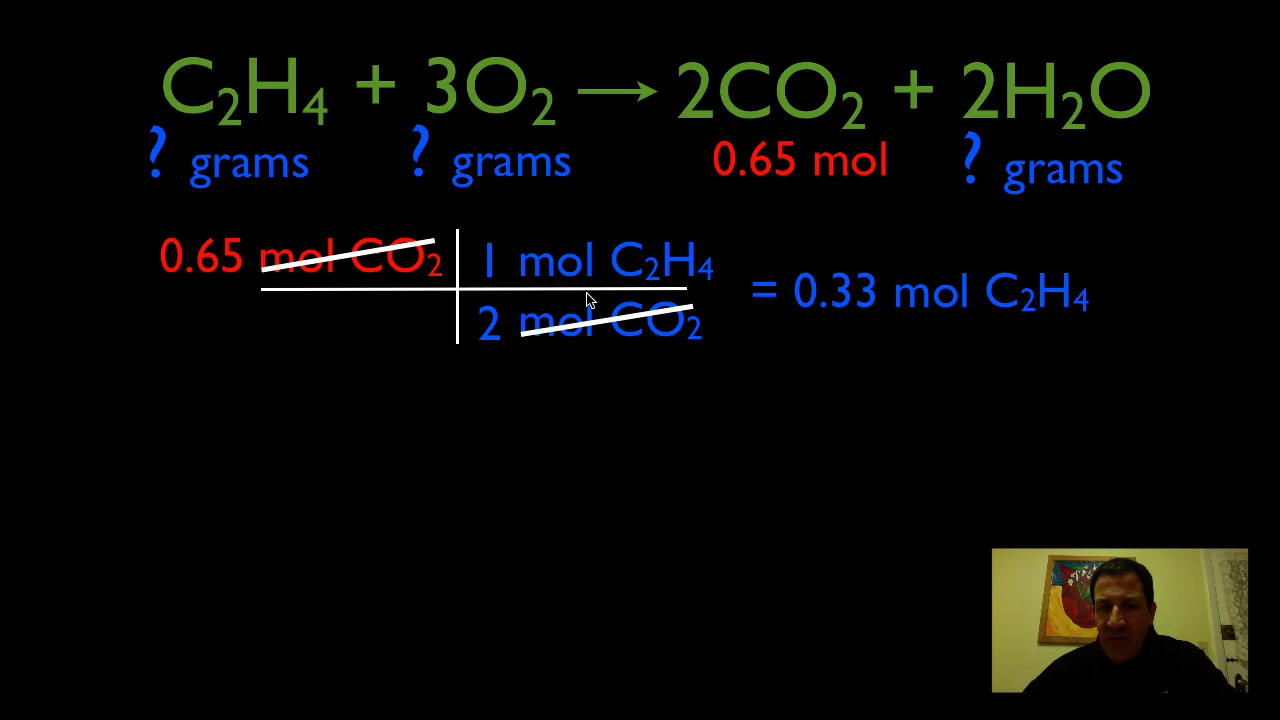 C₂H₄ + 3O₂ → 2CO₂ + 2H₂O
? grams ? grams 0.65 mol ? grams
0.65 mol CO₂ 1 mol C₂H₄
= 0.33 mol C₂H₄
2 mol CO₂